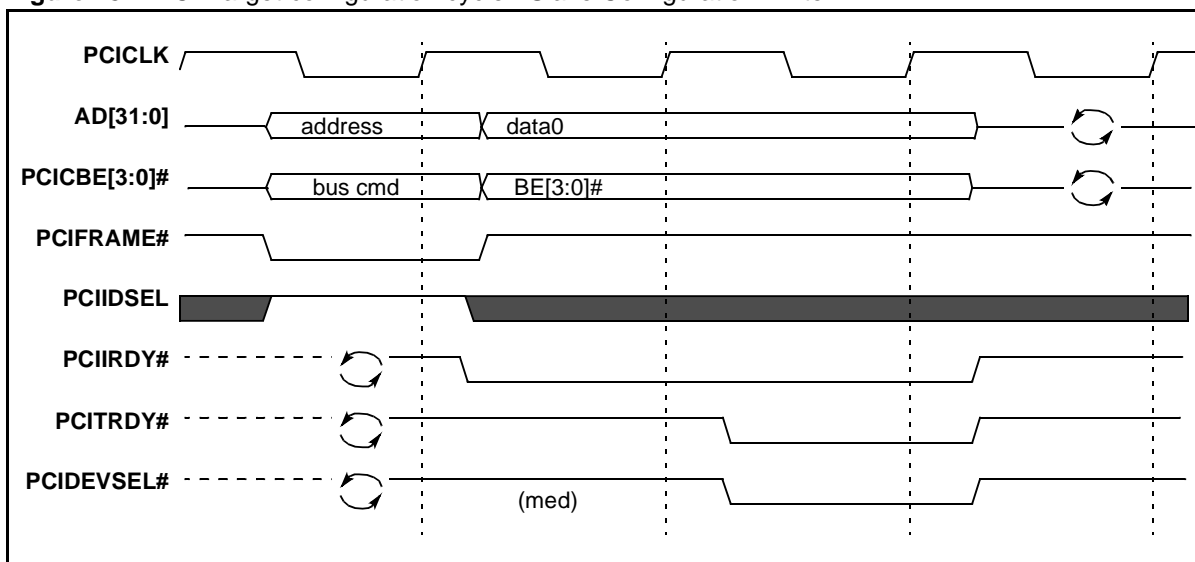 PCICLK
AD[31:0]
address
data0
PCICBE[3:0]#
bus cmd
BE[3:0]#
PCIFRAME#
PCIIDSEL
PCIIRDY#
PCITRDY#
PCIDEVSEL#
(med)